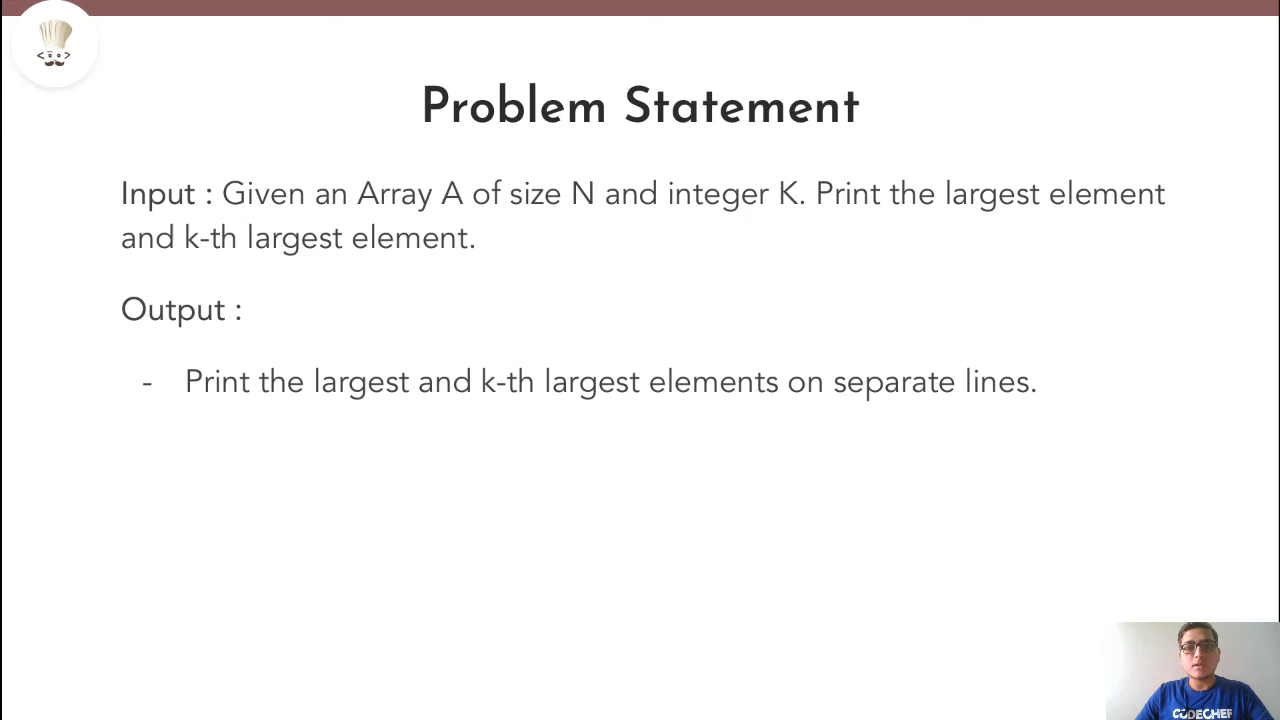 Problem Statement
Input : Given an Array A of size N and integer K. Print the largest element
and k-th largest element.
Output :
- Print the largest and k-th largest elements on separate lines.
CODECHEF